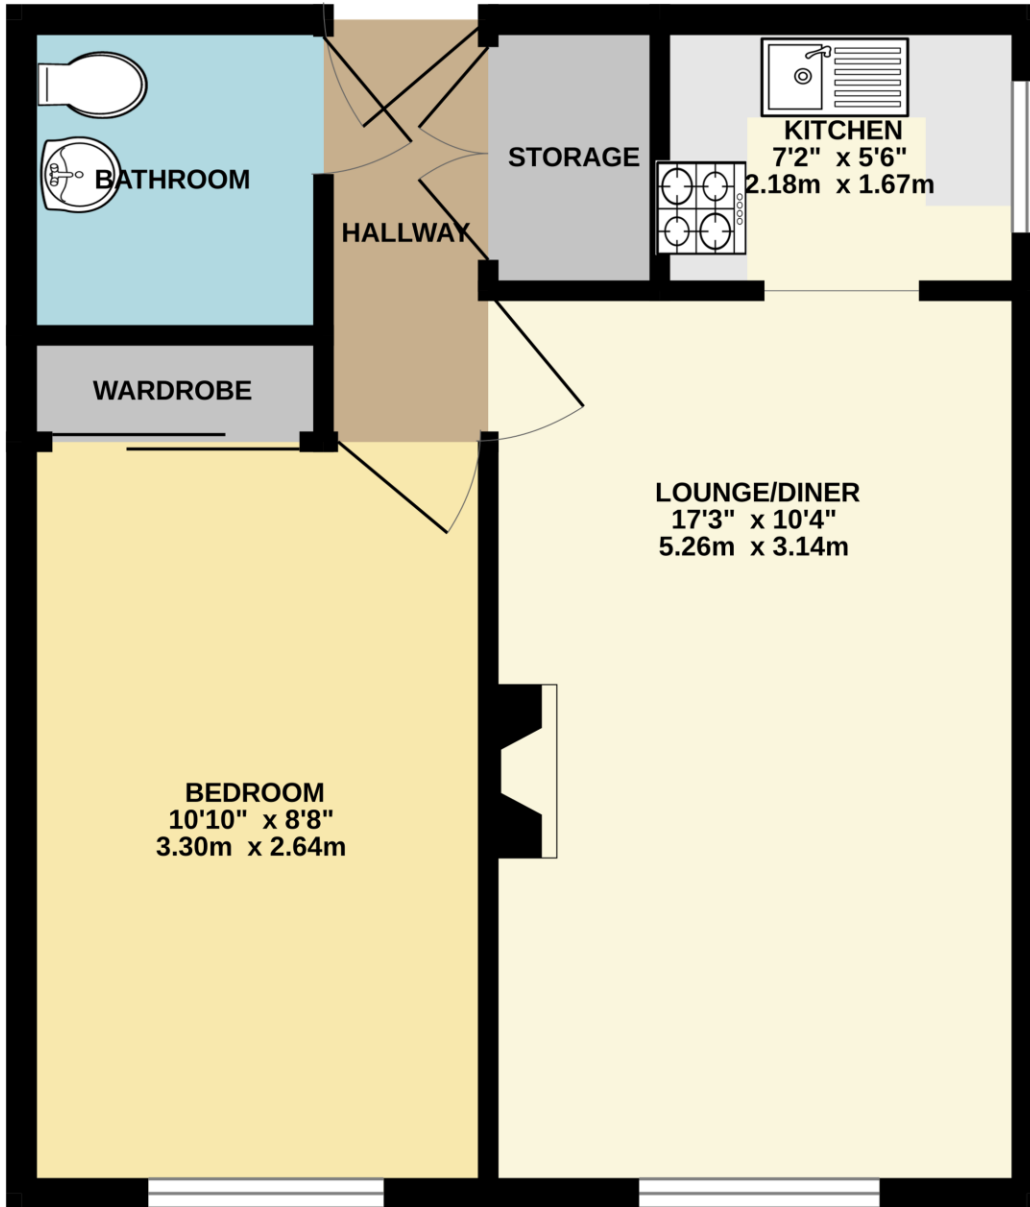 BATHROOM
HALLWAY
STORAGE
KITCHEN
7'2" x 5'6"
2.18m x 1.67m
WARDROBE
LOUNGE/DINER
17'3" x 10'4"
5.26m x 3.14m
BEDROOM
10'10" x 8'8"
3.30m x 2.64m